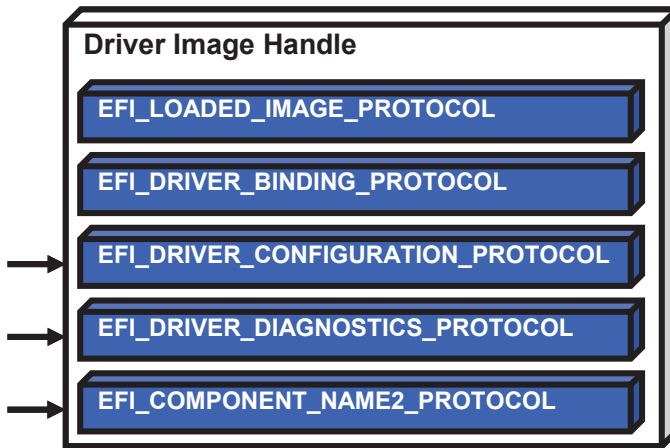 Driver Image Handle
EFI_LOADED_IMAGE_PROTOCOL
EFI_DRIVER_BINDING_PROTOCOL
EFI_DRIVER_CONFIGURATION_PROTOCOL
EFI_DRIVER_DIAGNOSTICS_PROTOCOL
EFI_COMPONENT_NAME2_PROTOCOL